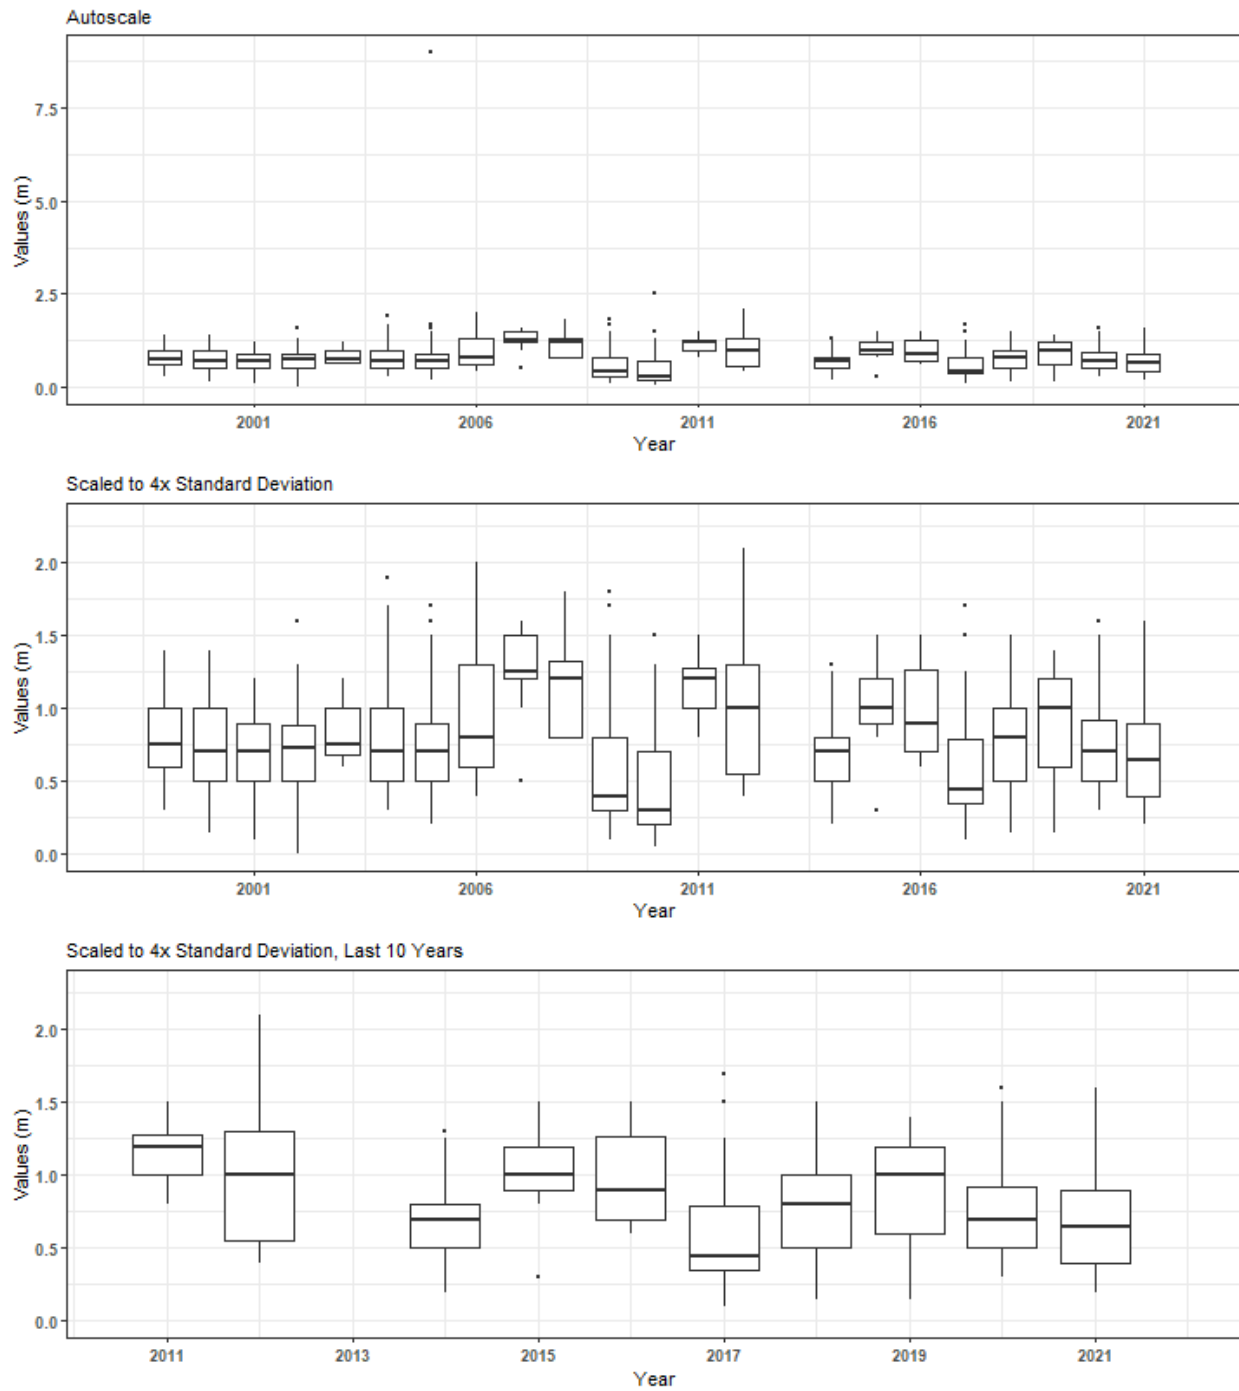 Autoscale
7.5
5.0
2.5
0.0
Values (m)
2001 2006 2011 2016 2021
Year
Scaled to 4x Standard Deviation
2.0
1.5
1.0
0.5
0.0
Values (m)
2001 2006 2011 2016 2021
Year
Scaled to 4x Standard Deviation, Last 10 Years
2.0
1.5
1.0
0.5
0.0
Values (m)
2011 2013 2015 2017 2019 2021
Year